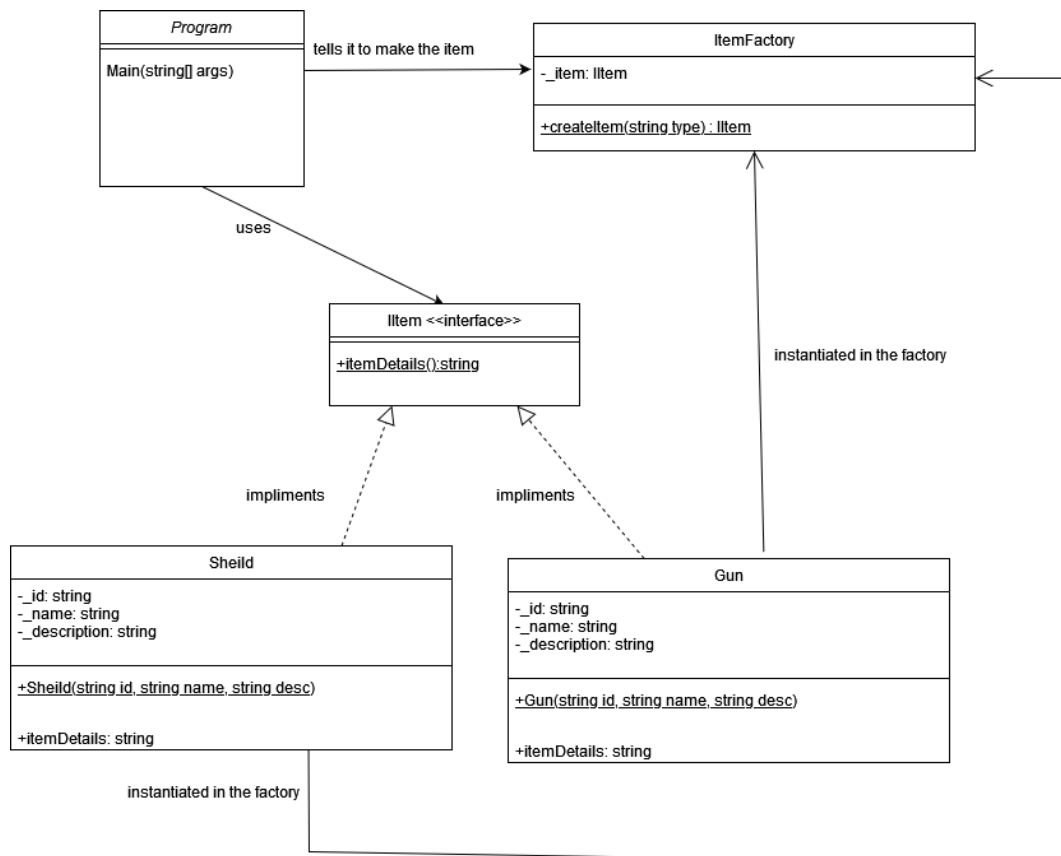 Program
Main(string[] args)
tells it to make the item
ItemFactory
-_item: IItem
+createItem(string type) : IItem
uses
IItem <<interface>>
+itemDetails():string
instantiated in the factory
impliments
impliments
Sheild
-_id: string
-_name: string
-_description: string
+Sheild(string id, string name, string desc)
+itemDetails: string
Gun
-_id: string
-_name: string
-_description: string
+Gun(string id, string name, string desc)
+itemDetails: string
instantiated in the factory